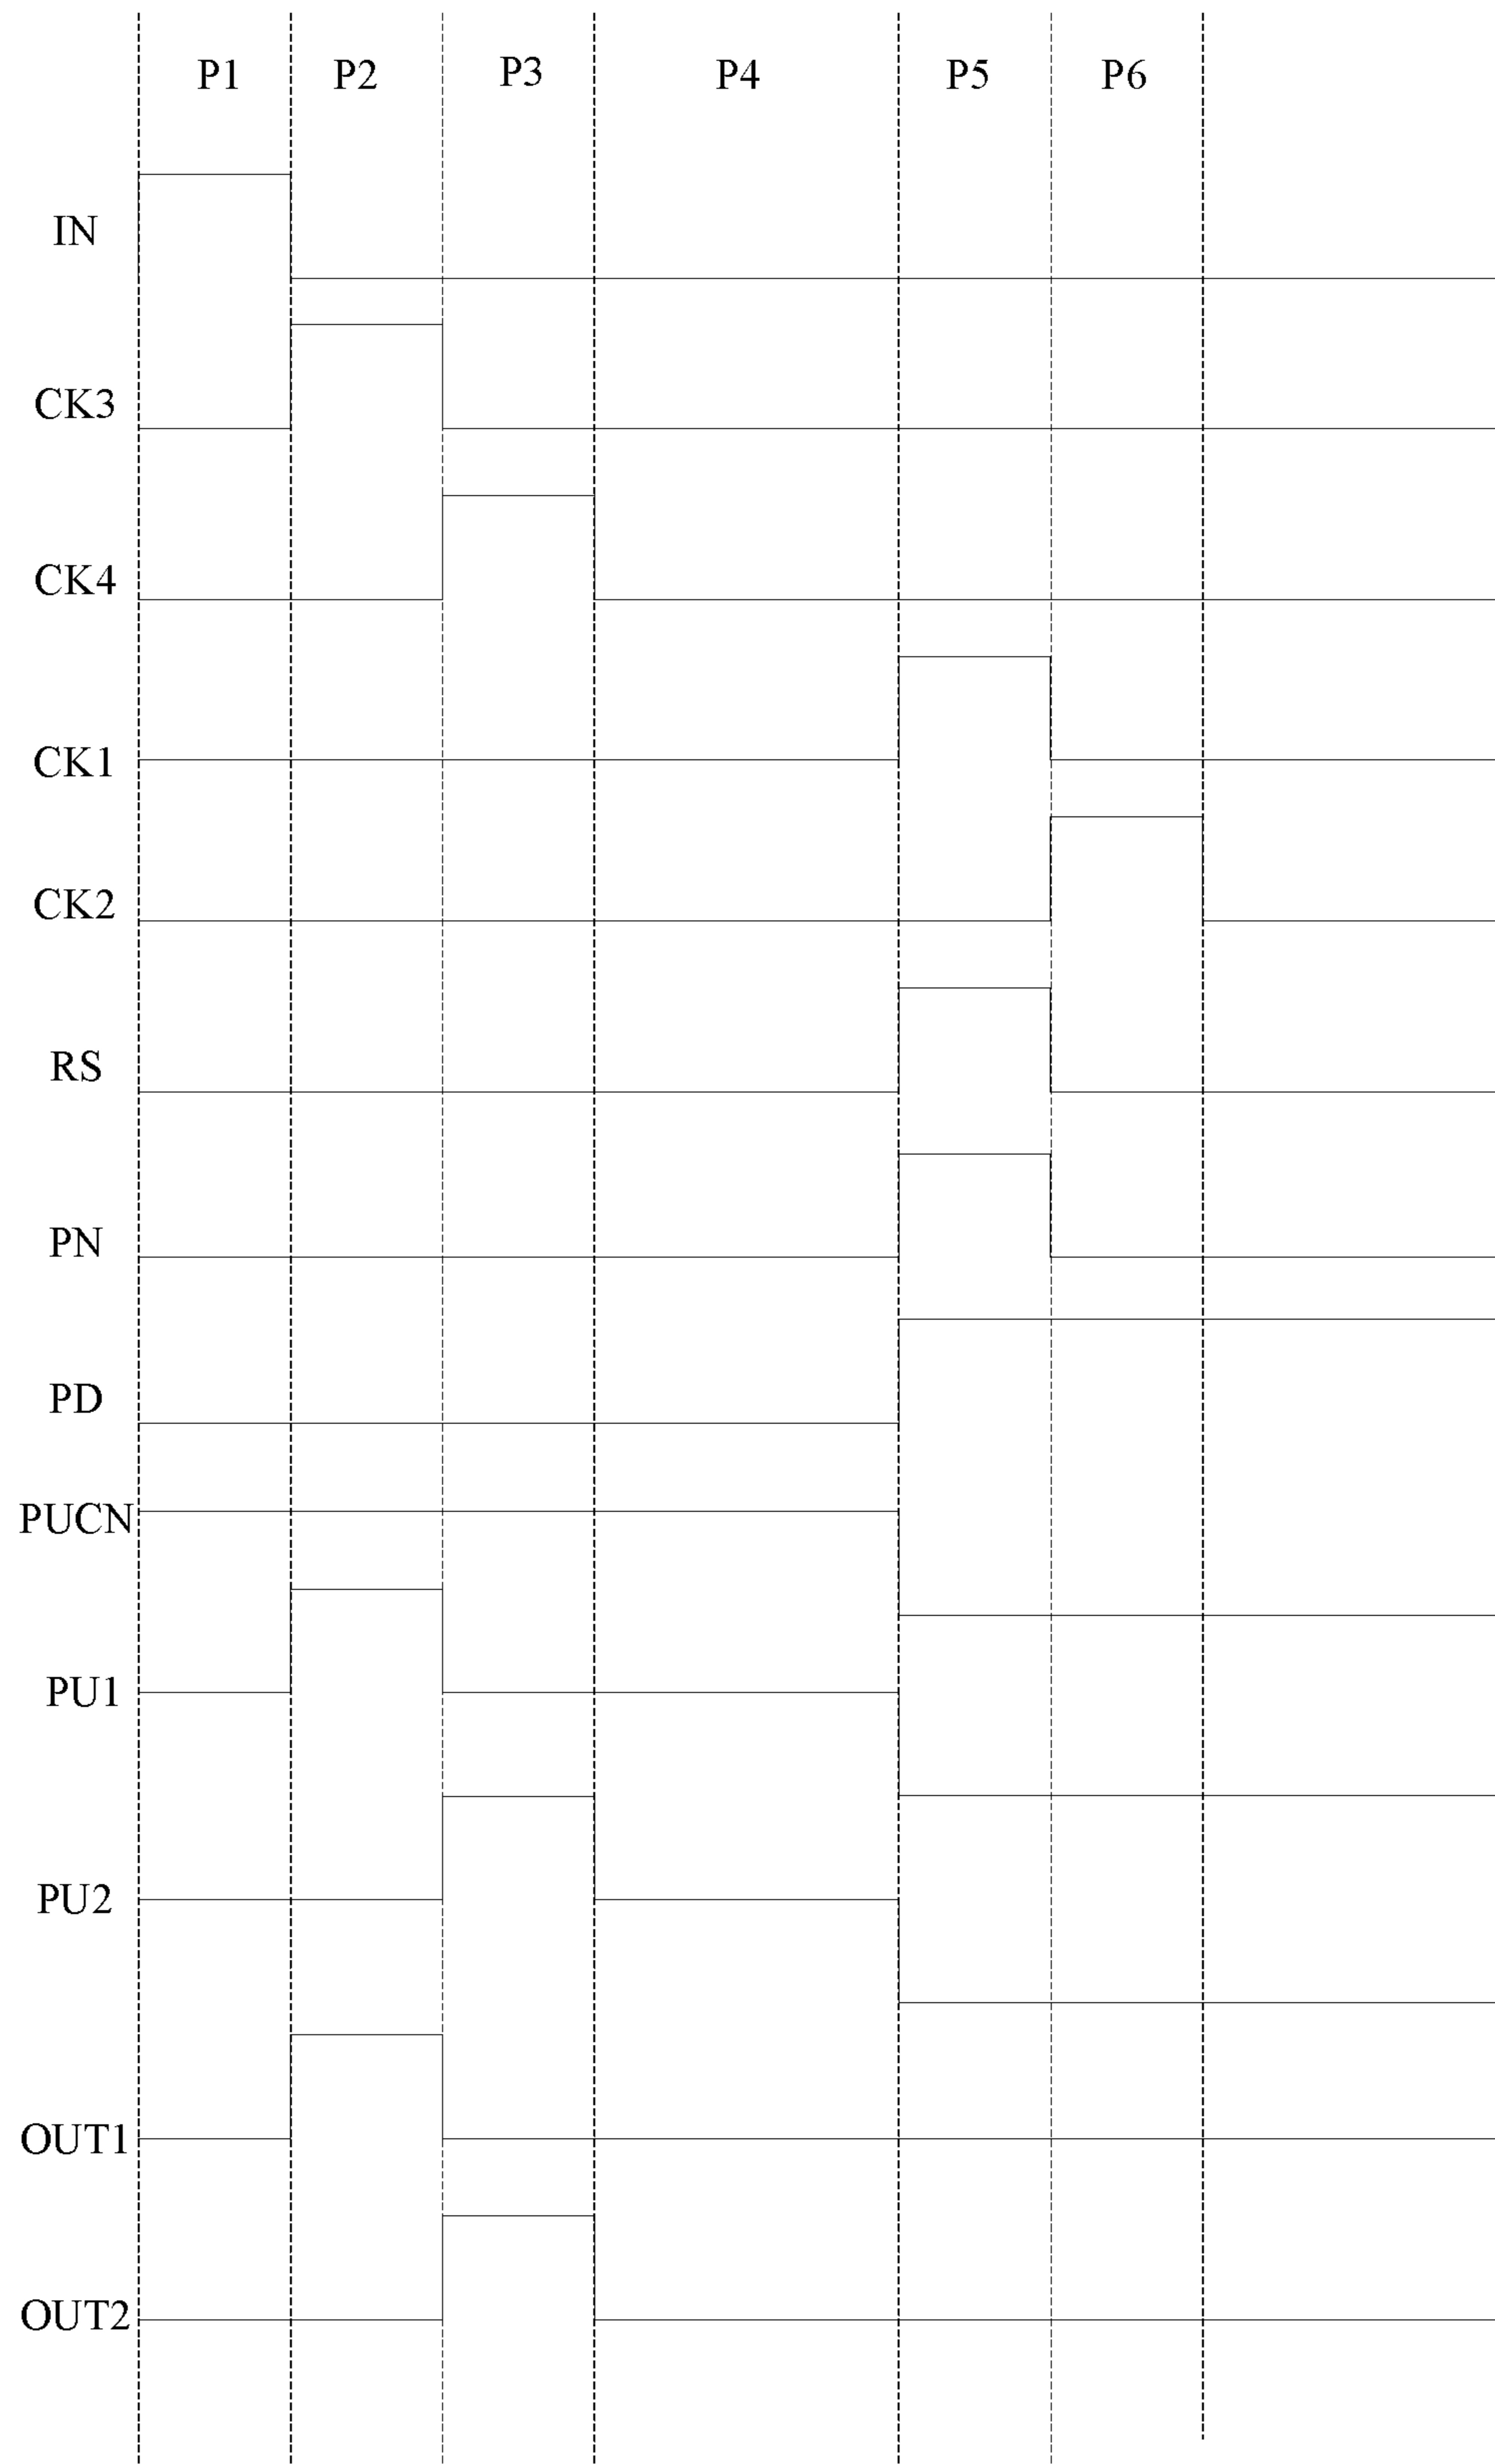 P1 P2 P3 P4 P5 P6
IN
CK3
CK4
CK1
CK2
RS
PN
PD
PUCN
PU1
PU2
OUT1
OUT2